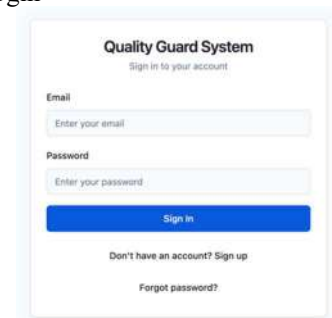 Quality Guard System
Sign in to your account
Email
Enter your email
Password
Enter your password
Sign In
Don't have an account? Sign up
Forgot password?